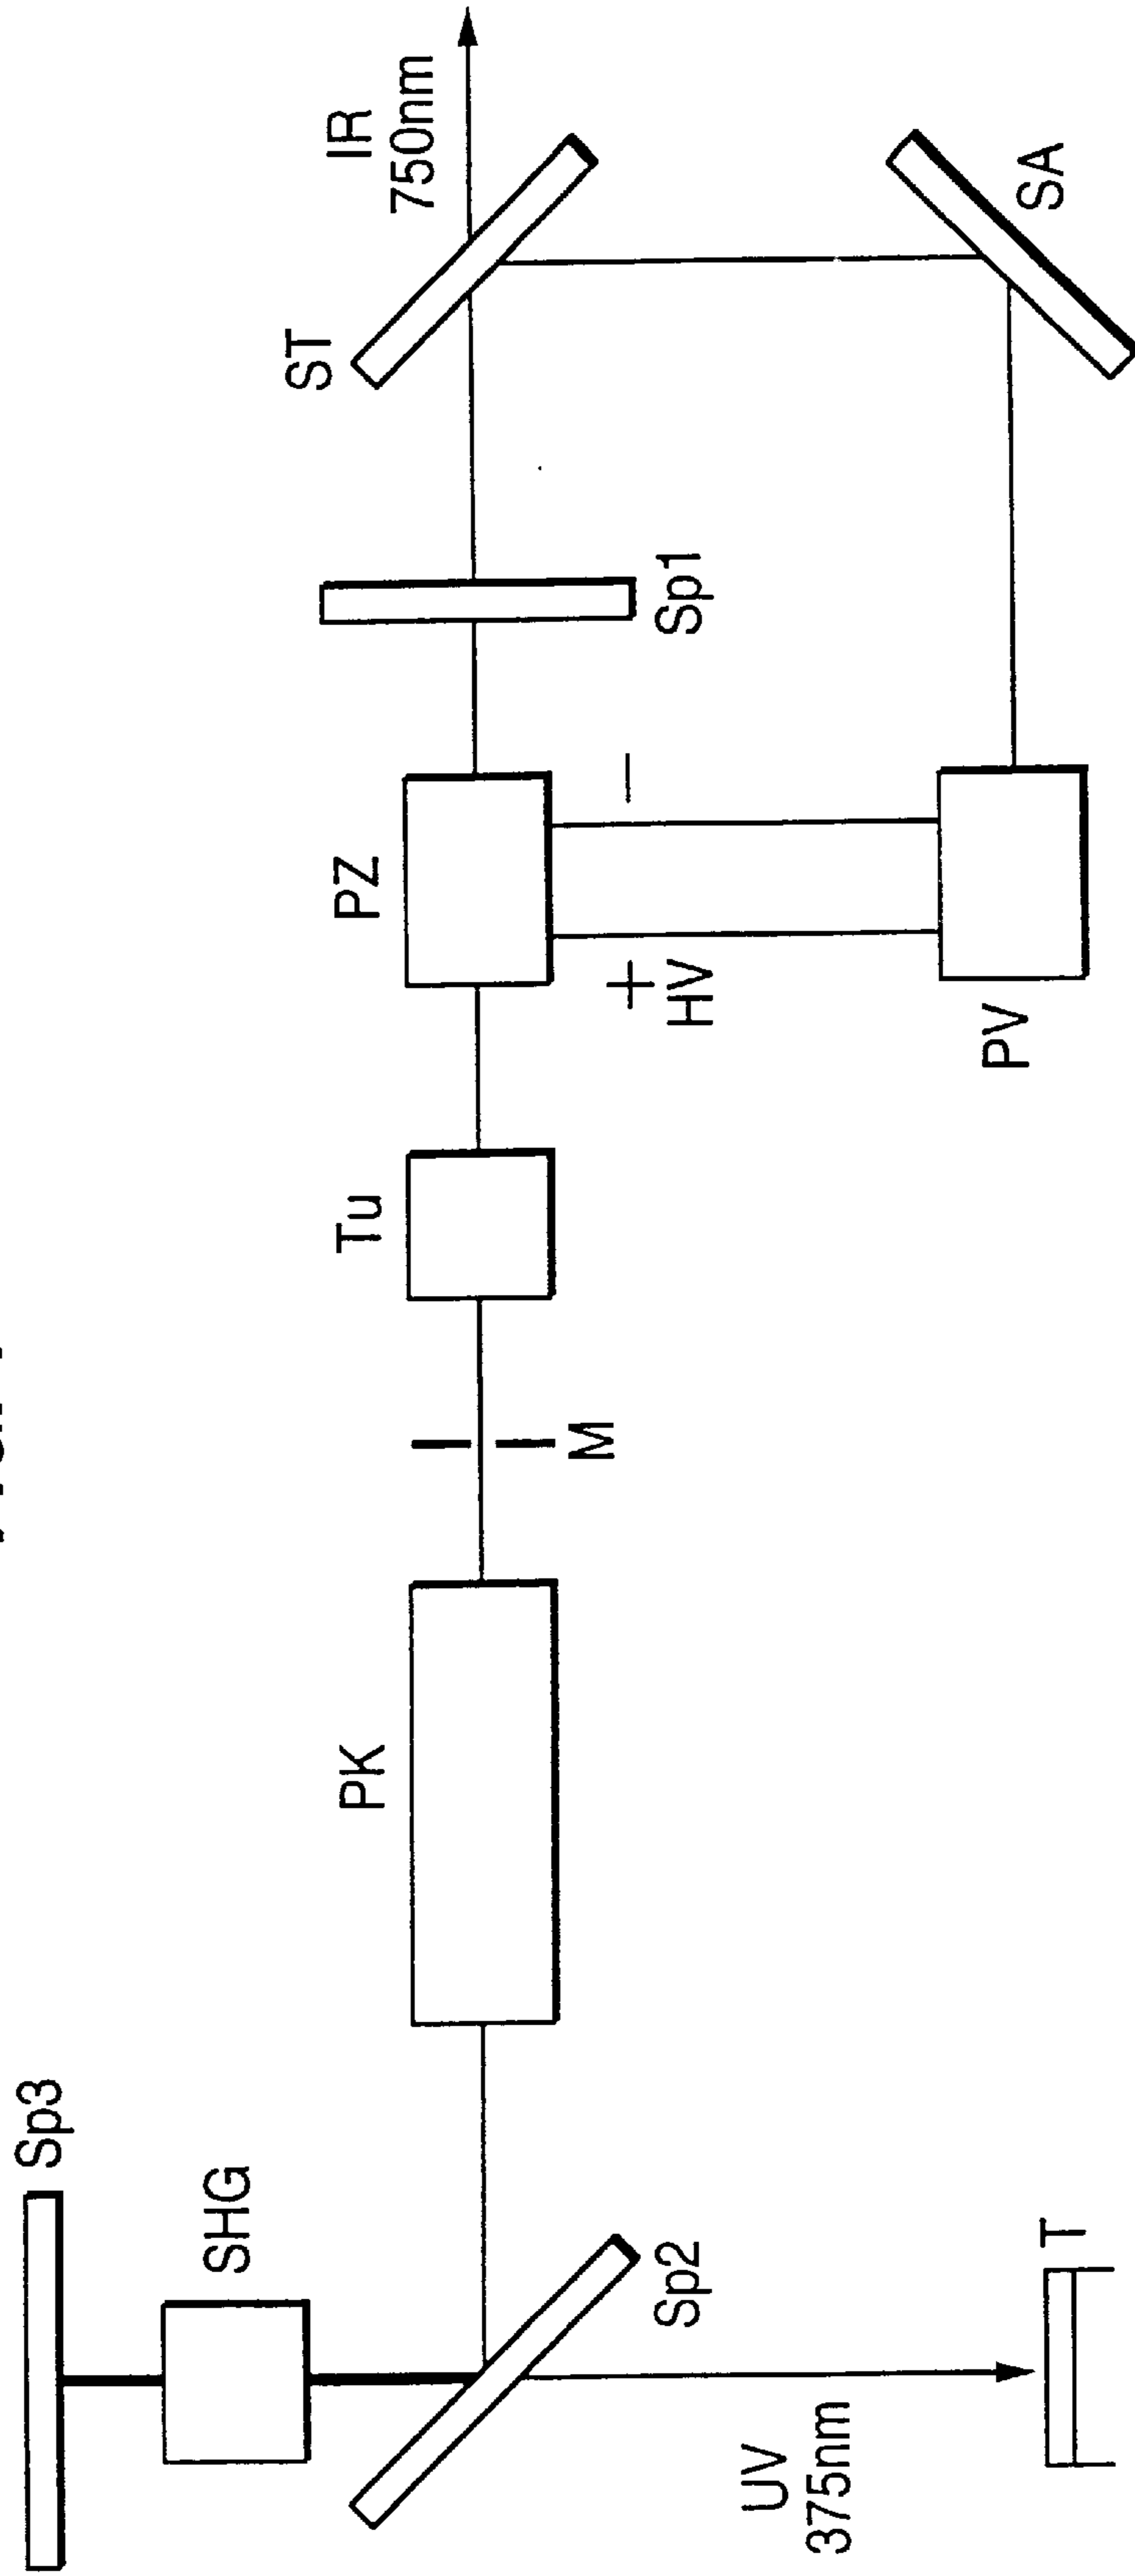 Sp3
SHG
ST
IR
750nm
PK
Tu
PZ
M
+
−
HV
Sp2
Sp1
UV
375nm
PV
SA
T